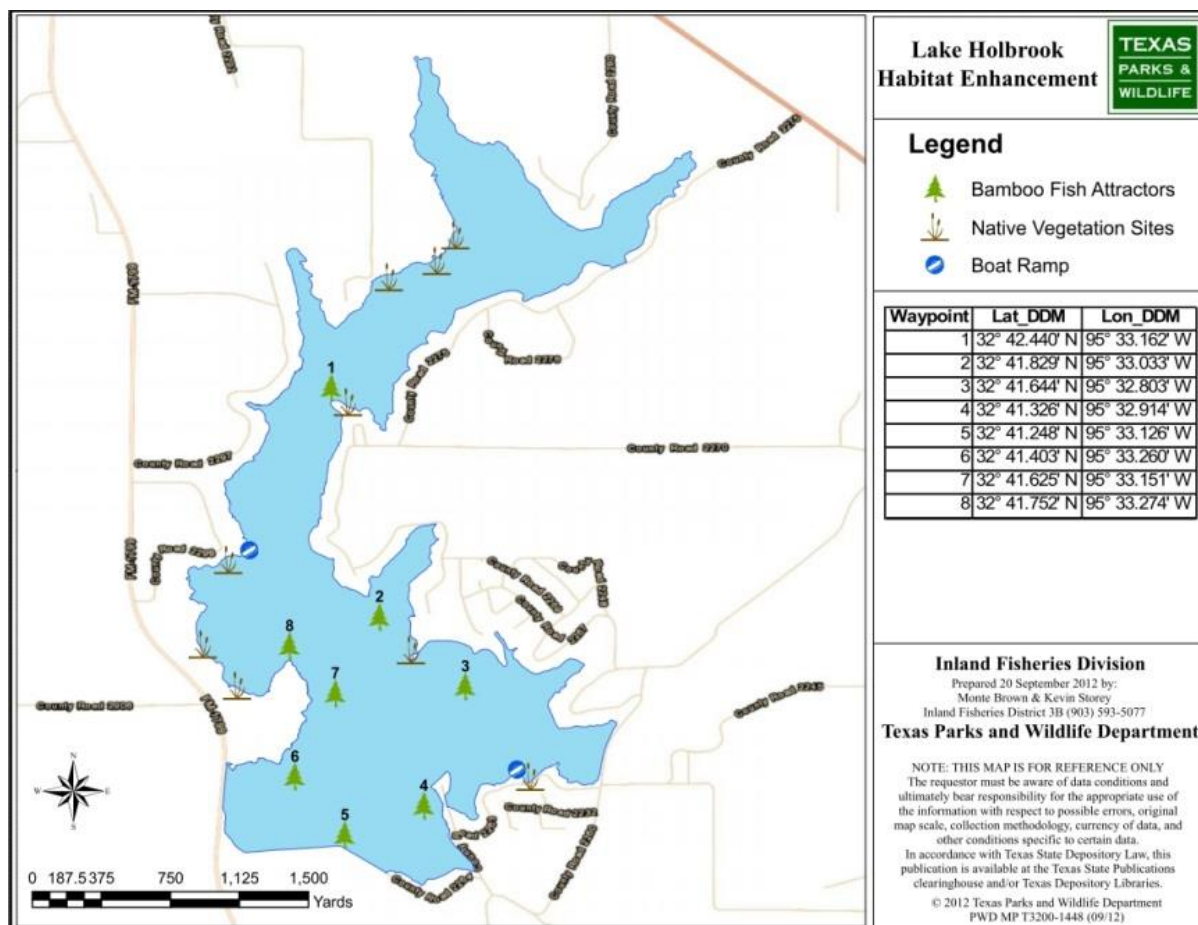 Lake Holbrook
Habitat Enhancement
TEXAS
PARKS &
WILDLIFE
Legend
Bamboo Fish Attractors
Native Vegetation Sites
Boat Ramp
Waypoint Lat_DDM Lon_DDM
1 32° 42.440' N 95° 33.162' W
2 32° 41.829' N 95° 33.033' W
3 32° 41.644' N 95° 32.803' W
4 32° 41.326' N 95° 32.914' W
5 32° 41.248' N 95° 33.126' W
6 32° 41.403' N 95° 33.260' W
7 32° 41.625' N 95° 33.151' W
8 32° 41.752' N 95° 33.274' W
Inland Fisheries Division
Prepared 20 September 2012 by:
Monte Brown & Kevin Storey
Inland Fisheries District 3B (903) 593-5077
Texas Parks and Wildlife Department
NOTE: THIS MAP IS FOR REFERENCE ONLY
The requestor must be aware of data conditions and
ultimately bear responsibility for the appropriate use of
the information with respect to possible errors, original
map scale, collection methodology, currency of data, and
other conditions specific to certain data.
In accordance with Texas State Depository Law, this
publication is available at the Texas State Publications
clearinghouse and/or Texas Depository Libraries.
© 2012 Texas Parks and Wildlife Department
PWD MP T3200-1448 (09/12)
County Road 2275
1
County Road 2270
County Road 2297
2
8
7
3
County Road 2245
6
4
5
County Road 2292
N
W E
S
0 187.5 375 750 1,125 1,500
Yards